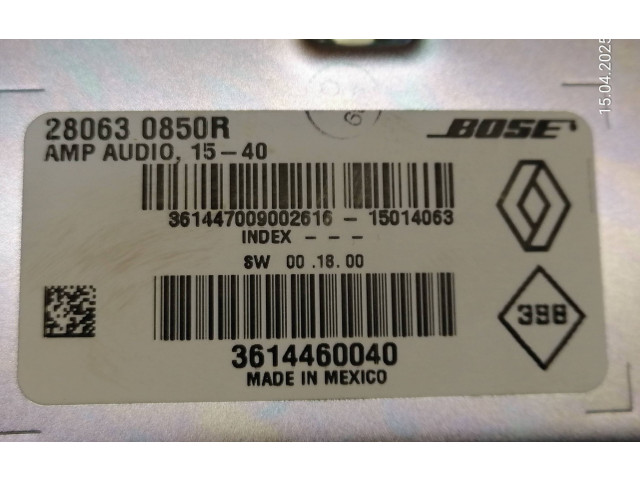 15.04.2025
28063 0850R
BOSE
AMP AUDIO, 15-40
361447009002616 - 15014063
INDEX - - -
SW 00 .18.00
398
3614460040
MADE IN MEXICO